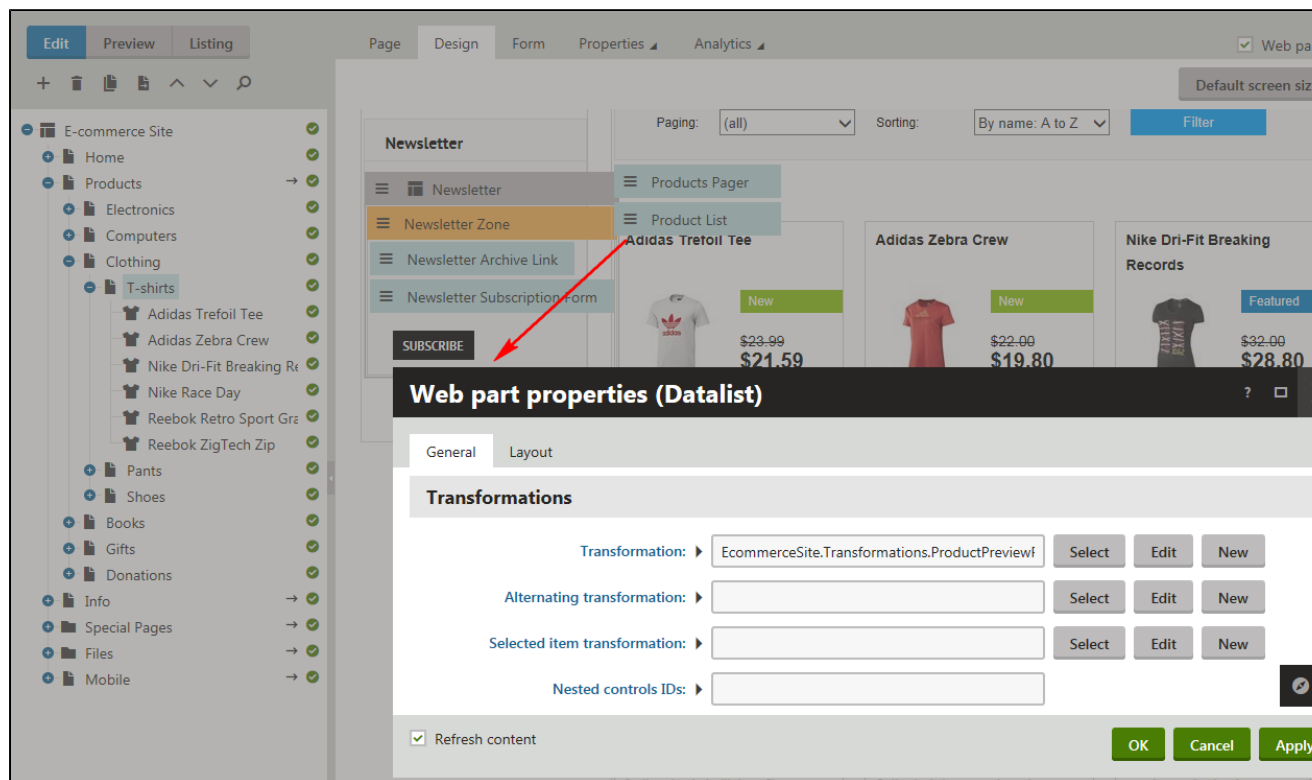 Edit Preview Listing
Page Design Form Properties Analytics
Web pa
Default screen siz
E-commerce Site
Home
Products
Electronics
Computers
Clothing
T-shirts
Adidas Trefoil Tee
Adidas Zebra Crew
Nike Dri-Fit Breaking Re
Nike Race Day
Reebok Retro Sport Gra
Reebok ZigTech Zip
Pants
Shoes
Books
Gifts
Donations
Info
Special Pages
Files
Mobile
Newsletter
Newsletter
Newsletter Zone
Newsletter Archive Link
Newsletter Subscription Form
SUBSCRIBE
Paging: (all) Sorting: By name: A to Z Filter
Products Pager
Product List
Adidas Trefoil Tee
New
$23.99
$21.59
Adidas Zebra Crew
New
$22.00
$19.80
Nike Dri-Fit Breaking
Records
Featured
$32.00
$28.80
Web part properties (Datalist)
?
General Layout
Transformations
Transformation: EcommerceSite.Transformations.ProductPreviewF Select Edit New
Alternating transformation: Select Edit New
Selected item transformation: Select Edit New
Nested controls IDs:
Refresh content
OK Cancel Apply